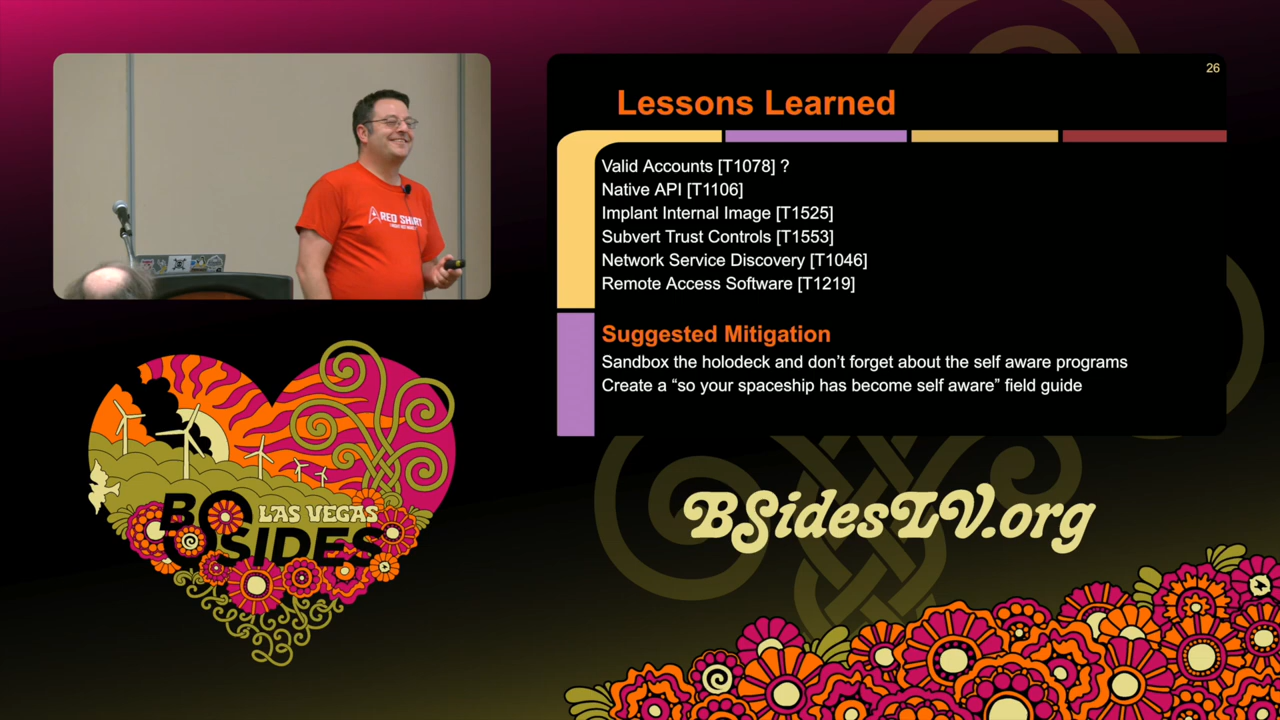 26
Lessons Learned
Valid Accounts [T1078] ?
Native API [T1106]
Implant Internal Image [T1525]
Subvert Trust Controls [T1553]
Network Service Discovery [T1046]
Remote Access Software [T1219]
Suggested Mitigation
Sandbox the holodeck and don’t forget about the self aware programs
Create a “so your spaceship has become self aware” field guide
RED SHIRT
LAS VEGAS
BSIDES
23
BSidesLV.org